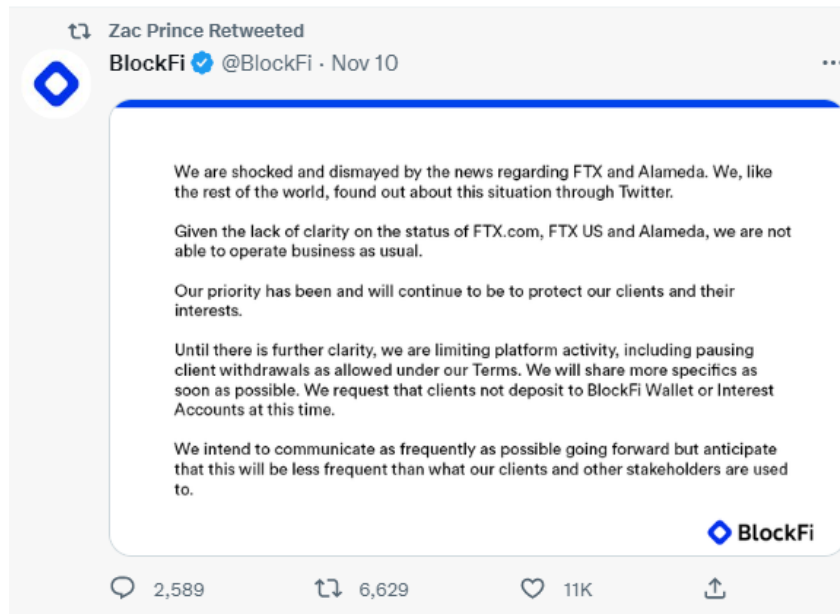 Zac Prince Retweeted
BlockFi @BlockFi · Nov 10
We are shocked and dismayed by the news regarding FTX and Alameda. We, like
the rest of the world, found out about this situation through Twitter.
Given the lack of clarity on the status of FTX.com, FTX US and Alameda, we are not
able to operate business as usual.
Our priority has been and will continue to be to protect our clients and their
interests.
Until there is further clarity, we are limiting platform activity, including pausing
client withdrawals as allowed under our Terms. We will share more specifics as
soon as possible. We request that clients not deposit to BlockFi Wallet or Interest
Accounts at this time.
We intend to communicate as frequently as possible going forward but anticipate
that this will be less frequent than what our clients and other stakeholders are used
to.
BlockFi
2,589 6,629 11K